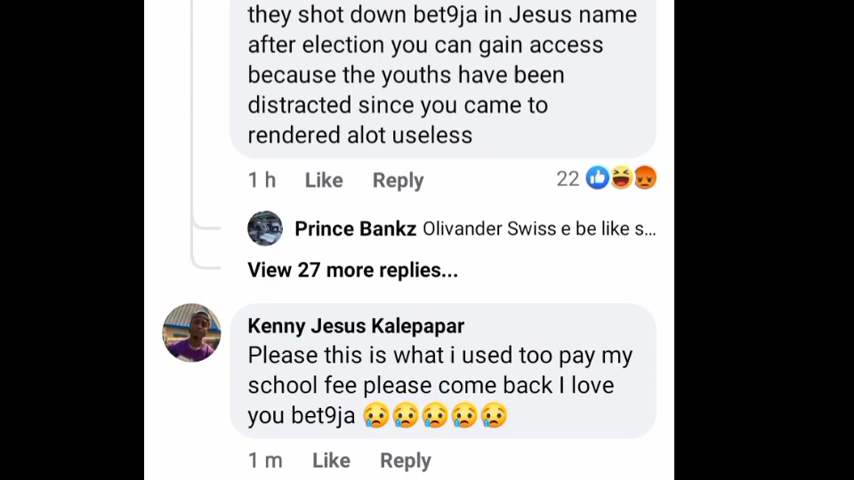 they shot down bet9ja in Jesus name
after election you can gain access
because the youths have been
distracted since you came to
rendered alot useless
1 h Like Reply 22
Prince Bankz Olivander Swiss e be like s...
View 27 more replies...
Kenny Jesus Kalepapar
Please this is what i used too pay my
school fee please come back I love
you bet9ja 😢😢😢😢😢
1 m Like Reply